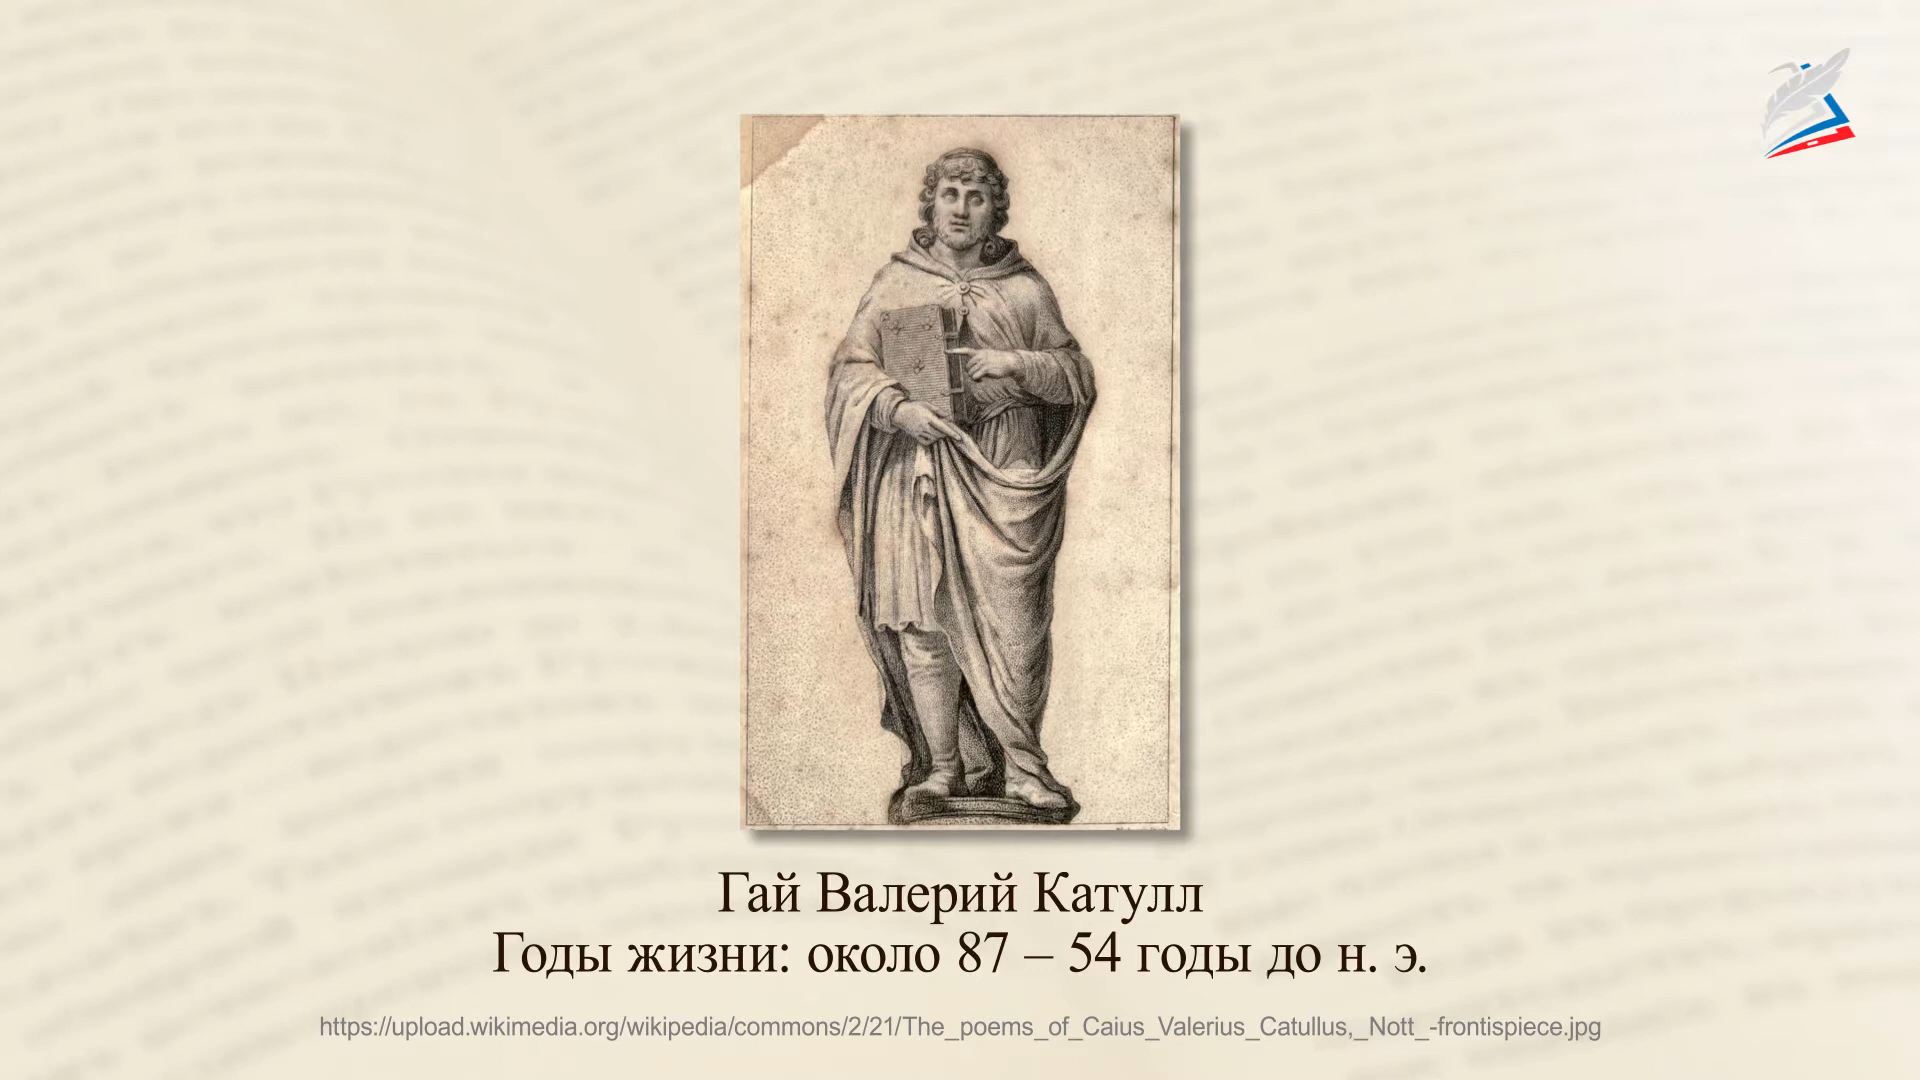 Гай Валерий Катулл
Годы жизни: около 87 – 54 годы до н. э.
https://upload.wikimedia.org/wikipedia/commons/2/21/The_poems_of_Caius_Valerius_Catullus,_Nott_-frontispiece.jpg